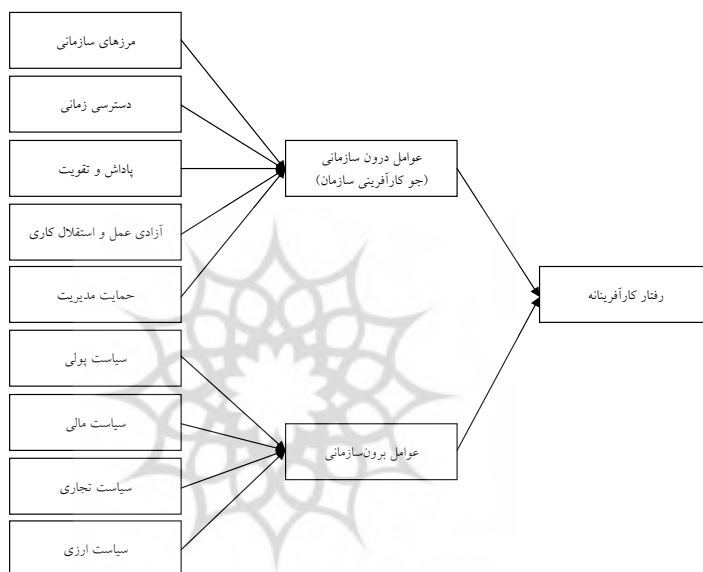 مرزهای سازمانی
دسترسی زمانی
پاداش و تقویت
آزادی عمل و استقلال کاری
حمایت مدیریت
سیاست پولی
سیاست مالی
سیاست تجاری
سیاست ارزی
عوامل درون سازمانی
(جو کارآفرینی سازمان)
عوامل برون‌سازمانی
رفتار کارآفرینانه